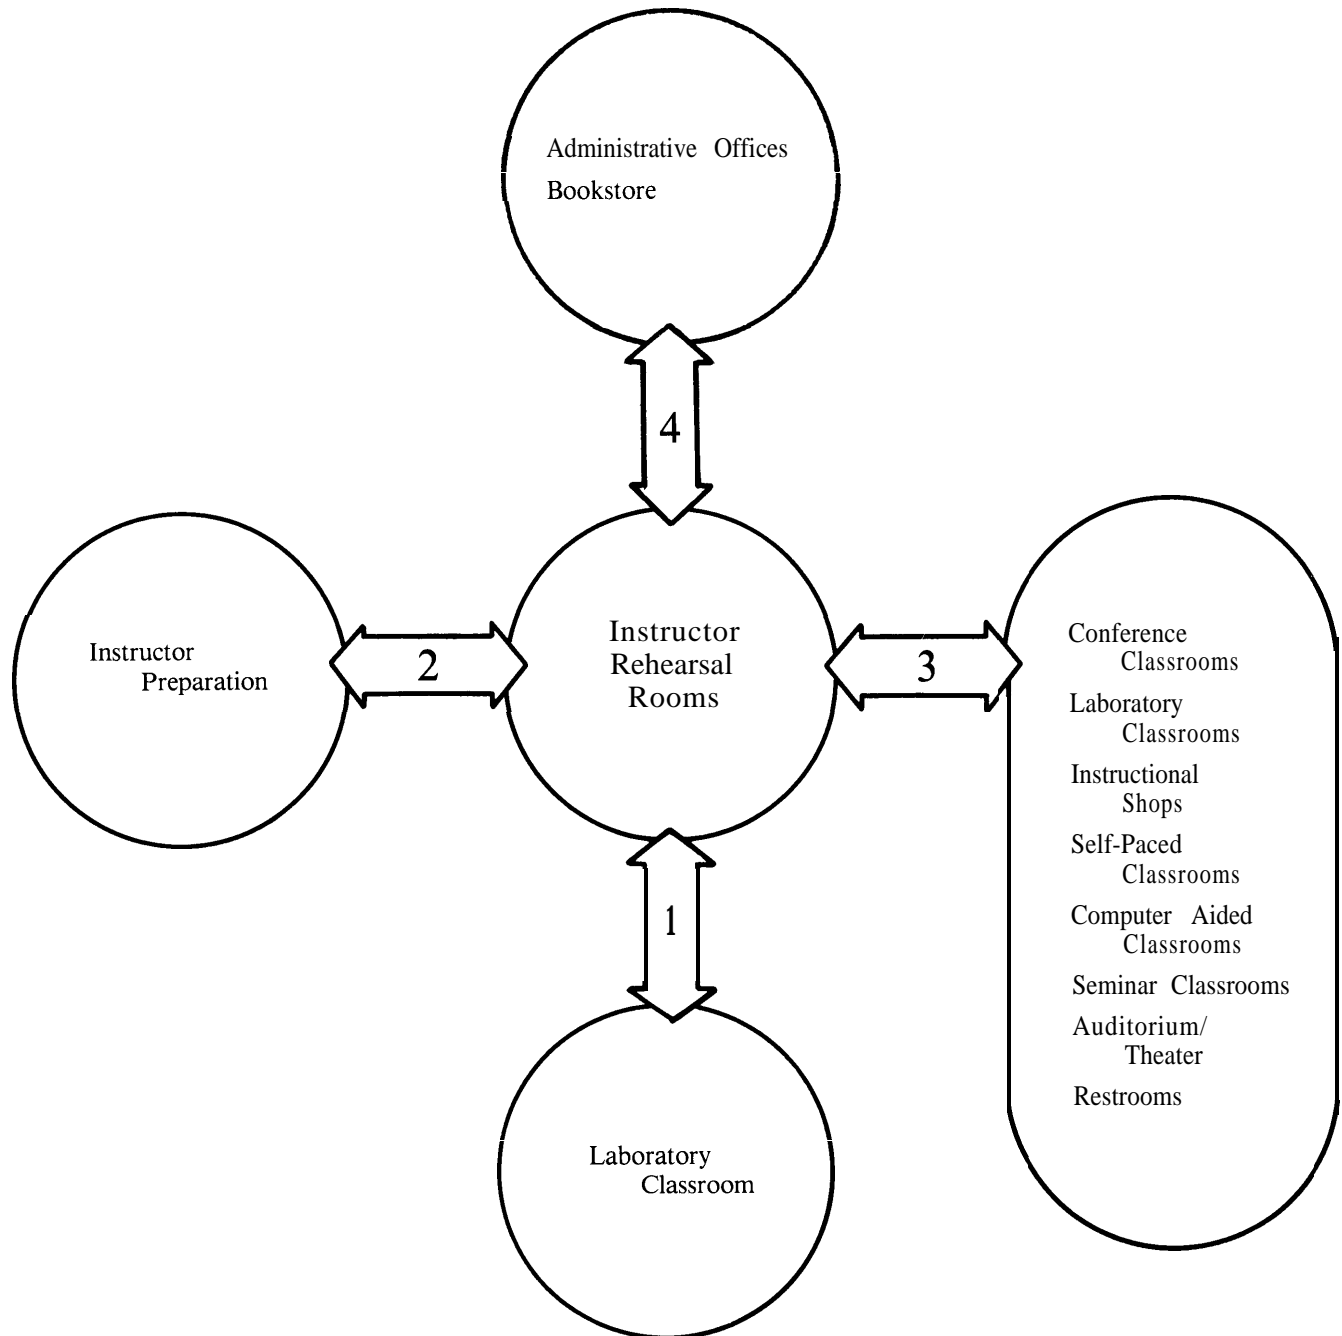 Administrative Offices
Bookstore
4
Instructor
Preparation
2
Instructor
Rehearsal
Rooms
3
Conference
Classrooms
Laboratory
Classrooms
Instructional
Shops
Self-Paced
Classrooms
Computer Aided
Classrooms
Seminar Classrooms
Auditorium/
Theater
Restrooms
1
Laboratory
Classroom